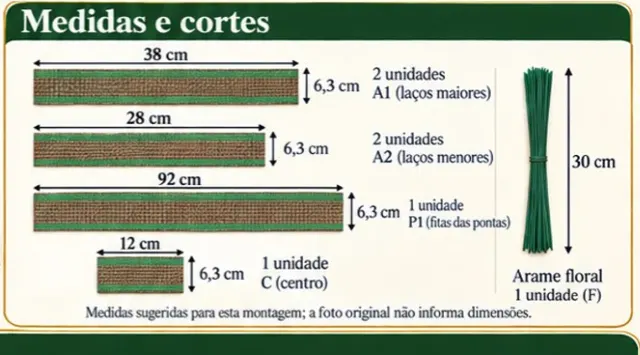 Medidas e cortes
38 cm
6,3 cm
2 unidades
A1 (laços maiores)
28 cm
6,3 cm
2 unidades
A2 (laços menores)
92 cm
6,3 cm
1 unidade
P1 (fitas das pontas)
12 cm
6,3 cm
1 unidade
C (centro)
30 cm
Arame floral
1 unidade (F)
Medidas sugeridas para esta montagem; a foto original não informa dimensões.